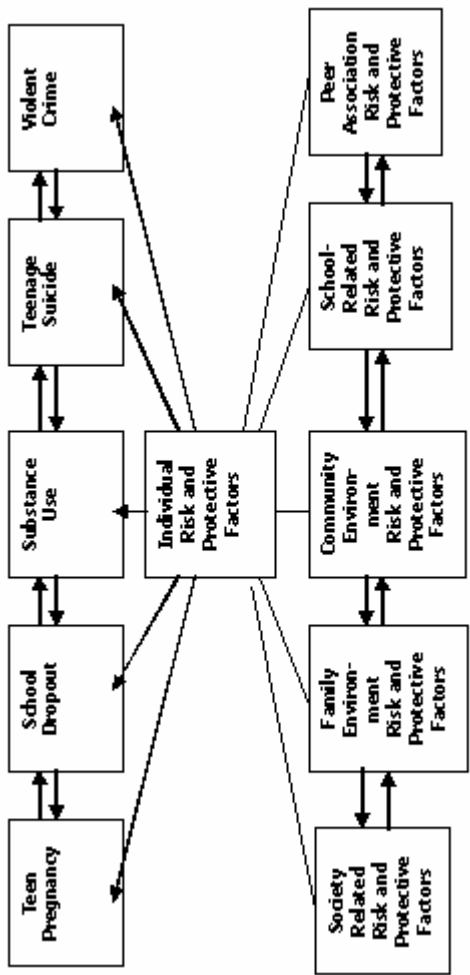 Teen
Pregnancy
School
Dropout
Substance
Use
Teenage
Suicide
Violent
Crime
Individual
Risk and
Protective
Factors
Society
Related
Risk and
Protective
Factors
Family
Environ-
ment
Risk and
Protective
Factors
Community
Environ-
ment
Risk and
Protective
Factors
School-
Related
Risk and
Protective
Factors
Peer
Association
Risk and
Protective
Factors